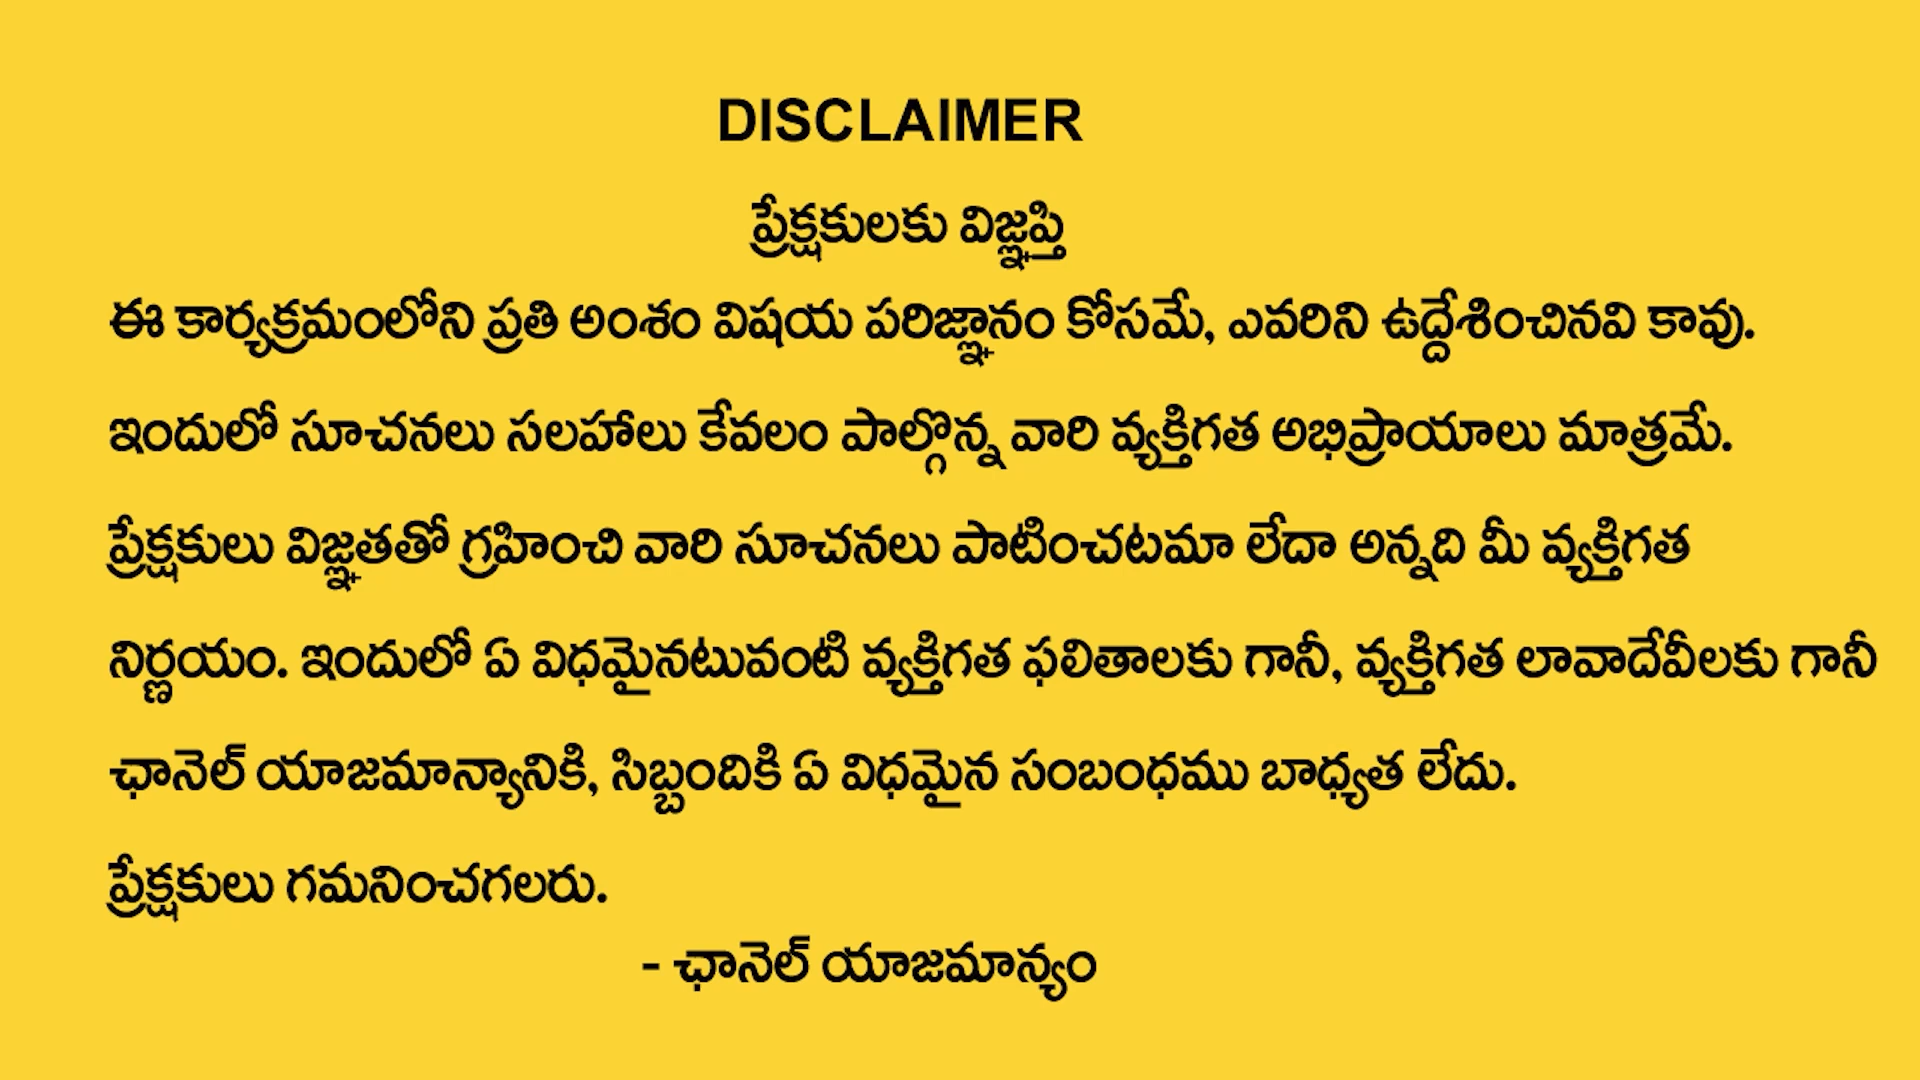 DISCLAIMER
ప్రేక్షకులకు విజ్ఞప్తి
ఈ కార్యక్రమంలోని ప్రతి అంశం విషయ పరిజ్ఞానం కోసమే, ఎవరిని ఉద్దేశించినవి కావు.
ఇందులో సూచనలు సలహాలు కేవలం పాల్గొన్న వారి వ్యక్తిగత అభిప్రాయాలు మాత్రమే.
ప్రేక్షకులు విజ్ఞతతో గ్రహించి వారి సూచనలు పాటించటమా లేదా అన్నది మీ వ్యక్తిగత
నిర్ణయం. ఇందులో ఏ విధమైనటువంటి వ్యక్తిగత ఫలితాలకు గానీ, వ్యక్తిగత లావాదేవీలకు గానీ
ఛానెల్ యాజమాన్యానికి, సిబ్బందికి ఏ విధమైన సంబంధము బాధ్యత లేదు.
ప్రేక్షకులు గమనించగలరు.
- ఛానెల్ యాజమాన్యం